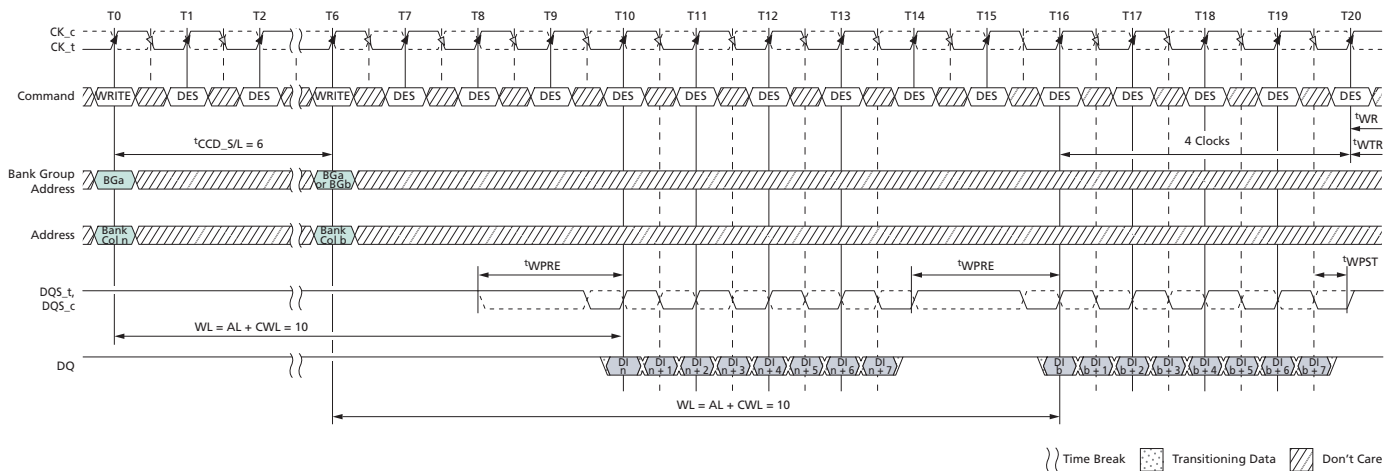 T0 T1 T2 T6 T7 T8 T9 T10 T11 T12 T13 T14 T15 T16 T17 T18 T19 T20
CK_c
CK_t
Command WRITE DES DES WRITE DES DES DES DES DES DES DES DES DES DES DES DES DES DES
tWR
tCCD_S/L = 6 4 Clocks tWTR
Bank Group
Address BGa BGa
or BGb
Address Bank
Col n Bank
Col b
tWPRE tWPRE tWPST
DQS_t,
DQS_c
WL = AL + CWL = 10
DQ DI
n DI
n + 1 DI
n + 2 DI
n + 3 DI
n + 4 DI
n + 5 DI
n + 6 DI
n + 7 DI
b DI
b + 1 DI
b + 2 DI
b + 3 DI
b + 4 DI
b + 5 DI
b + 6 DI
b + 7
WL = AL + CWL = 10
Time Break Transitioning Data Don't Care